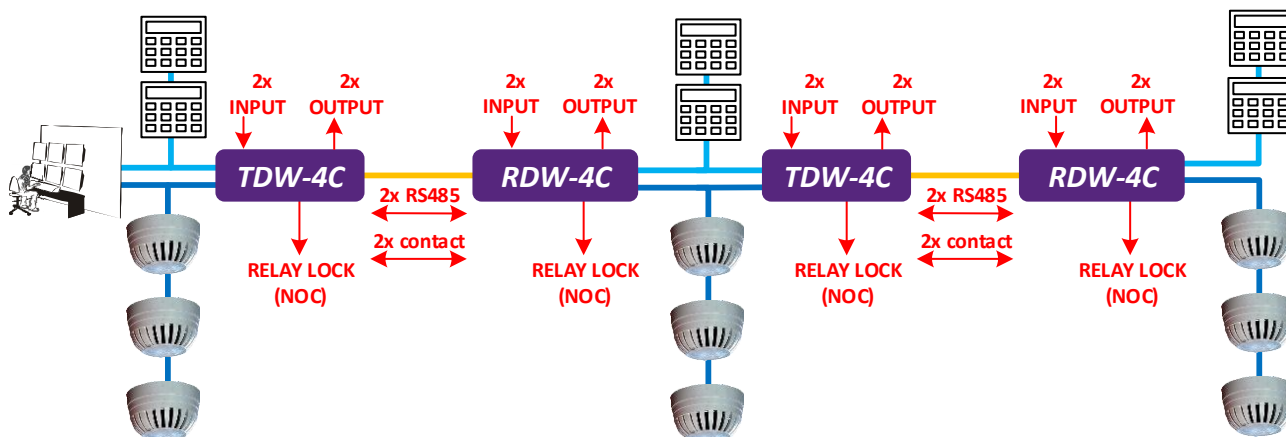 2x
INPUT
2x
OUTPUT
2x
INPUT
2x
OUTPUT
2x
INPUT
2x
OUTPUT
2x
INPUT
2x
OUTPUT
TDW-4C
RDW-4C
TDW-4C
RDW-4C
2x RS485
2x RS485
2x contact
2x contact
RELAY LOCK
(NOC)
RELAY LOCK
(NOC)
RELAY LOCK
(NOC)
RELAY LOCK
(NOC)